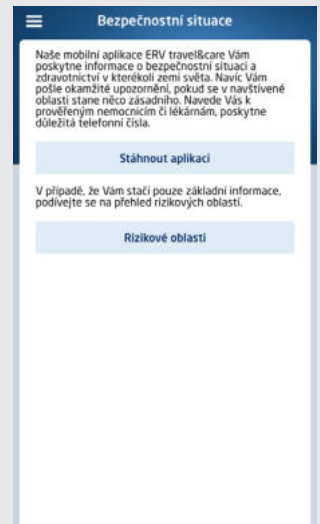 Bezpečnostní situace
Naše mobilní aplikace ERV travel&care Vám
poskytne informace o bezpečnostní situaci a
zdravotnictví v kterékoli zemi světa. Navíc Vám
pošle okamžité upozornění, pokud se v navštívené
oblasti stane něco zásadního. Navede Vás k
prověřeným nemocnicím či lékárnám, poskytne
důležitá telefonní čísla.
Stáhnout aplikaci
V případě, že Vám stačí pouze základní informace,
podívejte se na přehled rizikových oblastí.
Rizikové oblasti